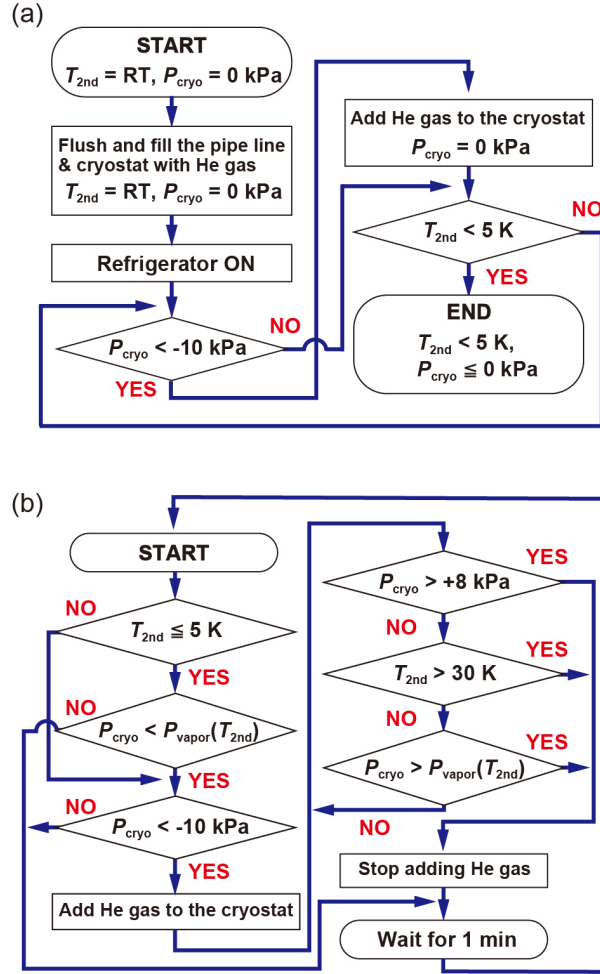 (a)
START
T2nd = RT, Pcryo = 0 kPa
Flush and fill the pipe line
& cryostat with He gas
T2nd = RT, Pcryo = 0 kPa
Refrigerator ON
Pcryo < -10 kPa
NO
YES
Add He gas to the cryostat
Pcryo = 0 kPa
T2nd < 5 K
NO
YES
END
T2nd < 5 K,
Pcryo ≦ 0 kPa
(b)
START
T2nd ≦ 5 K
NO
YES
Pcryo < Pvapor(T2nd)
NO
YES
Pcryo < -10 kPa
NO
YES
Add He gas to the cryostat
Pcryo > +8 kPa
YES
NO
T2nd > 30 K
YES
NO
Pcryo > Pvapor(T2nd)
YES
NO
Stop adding He gas
Wait for 1 min